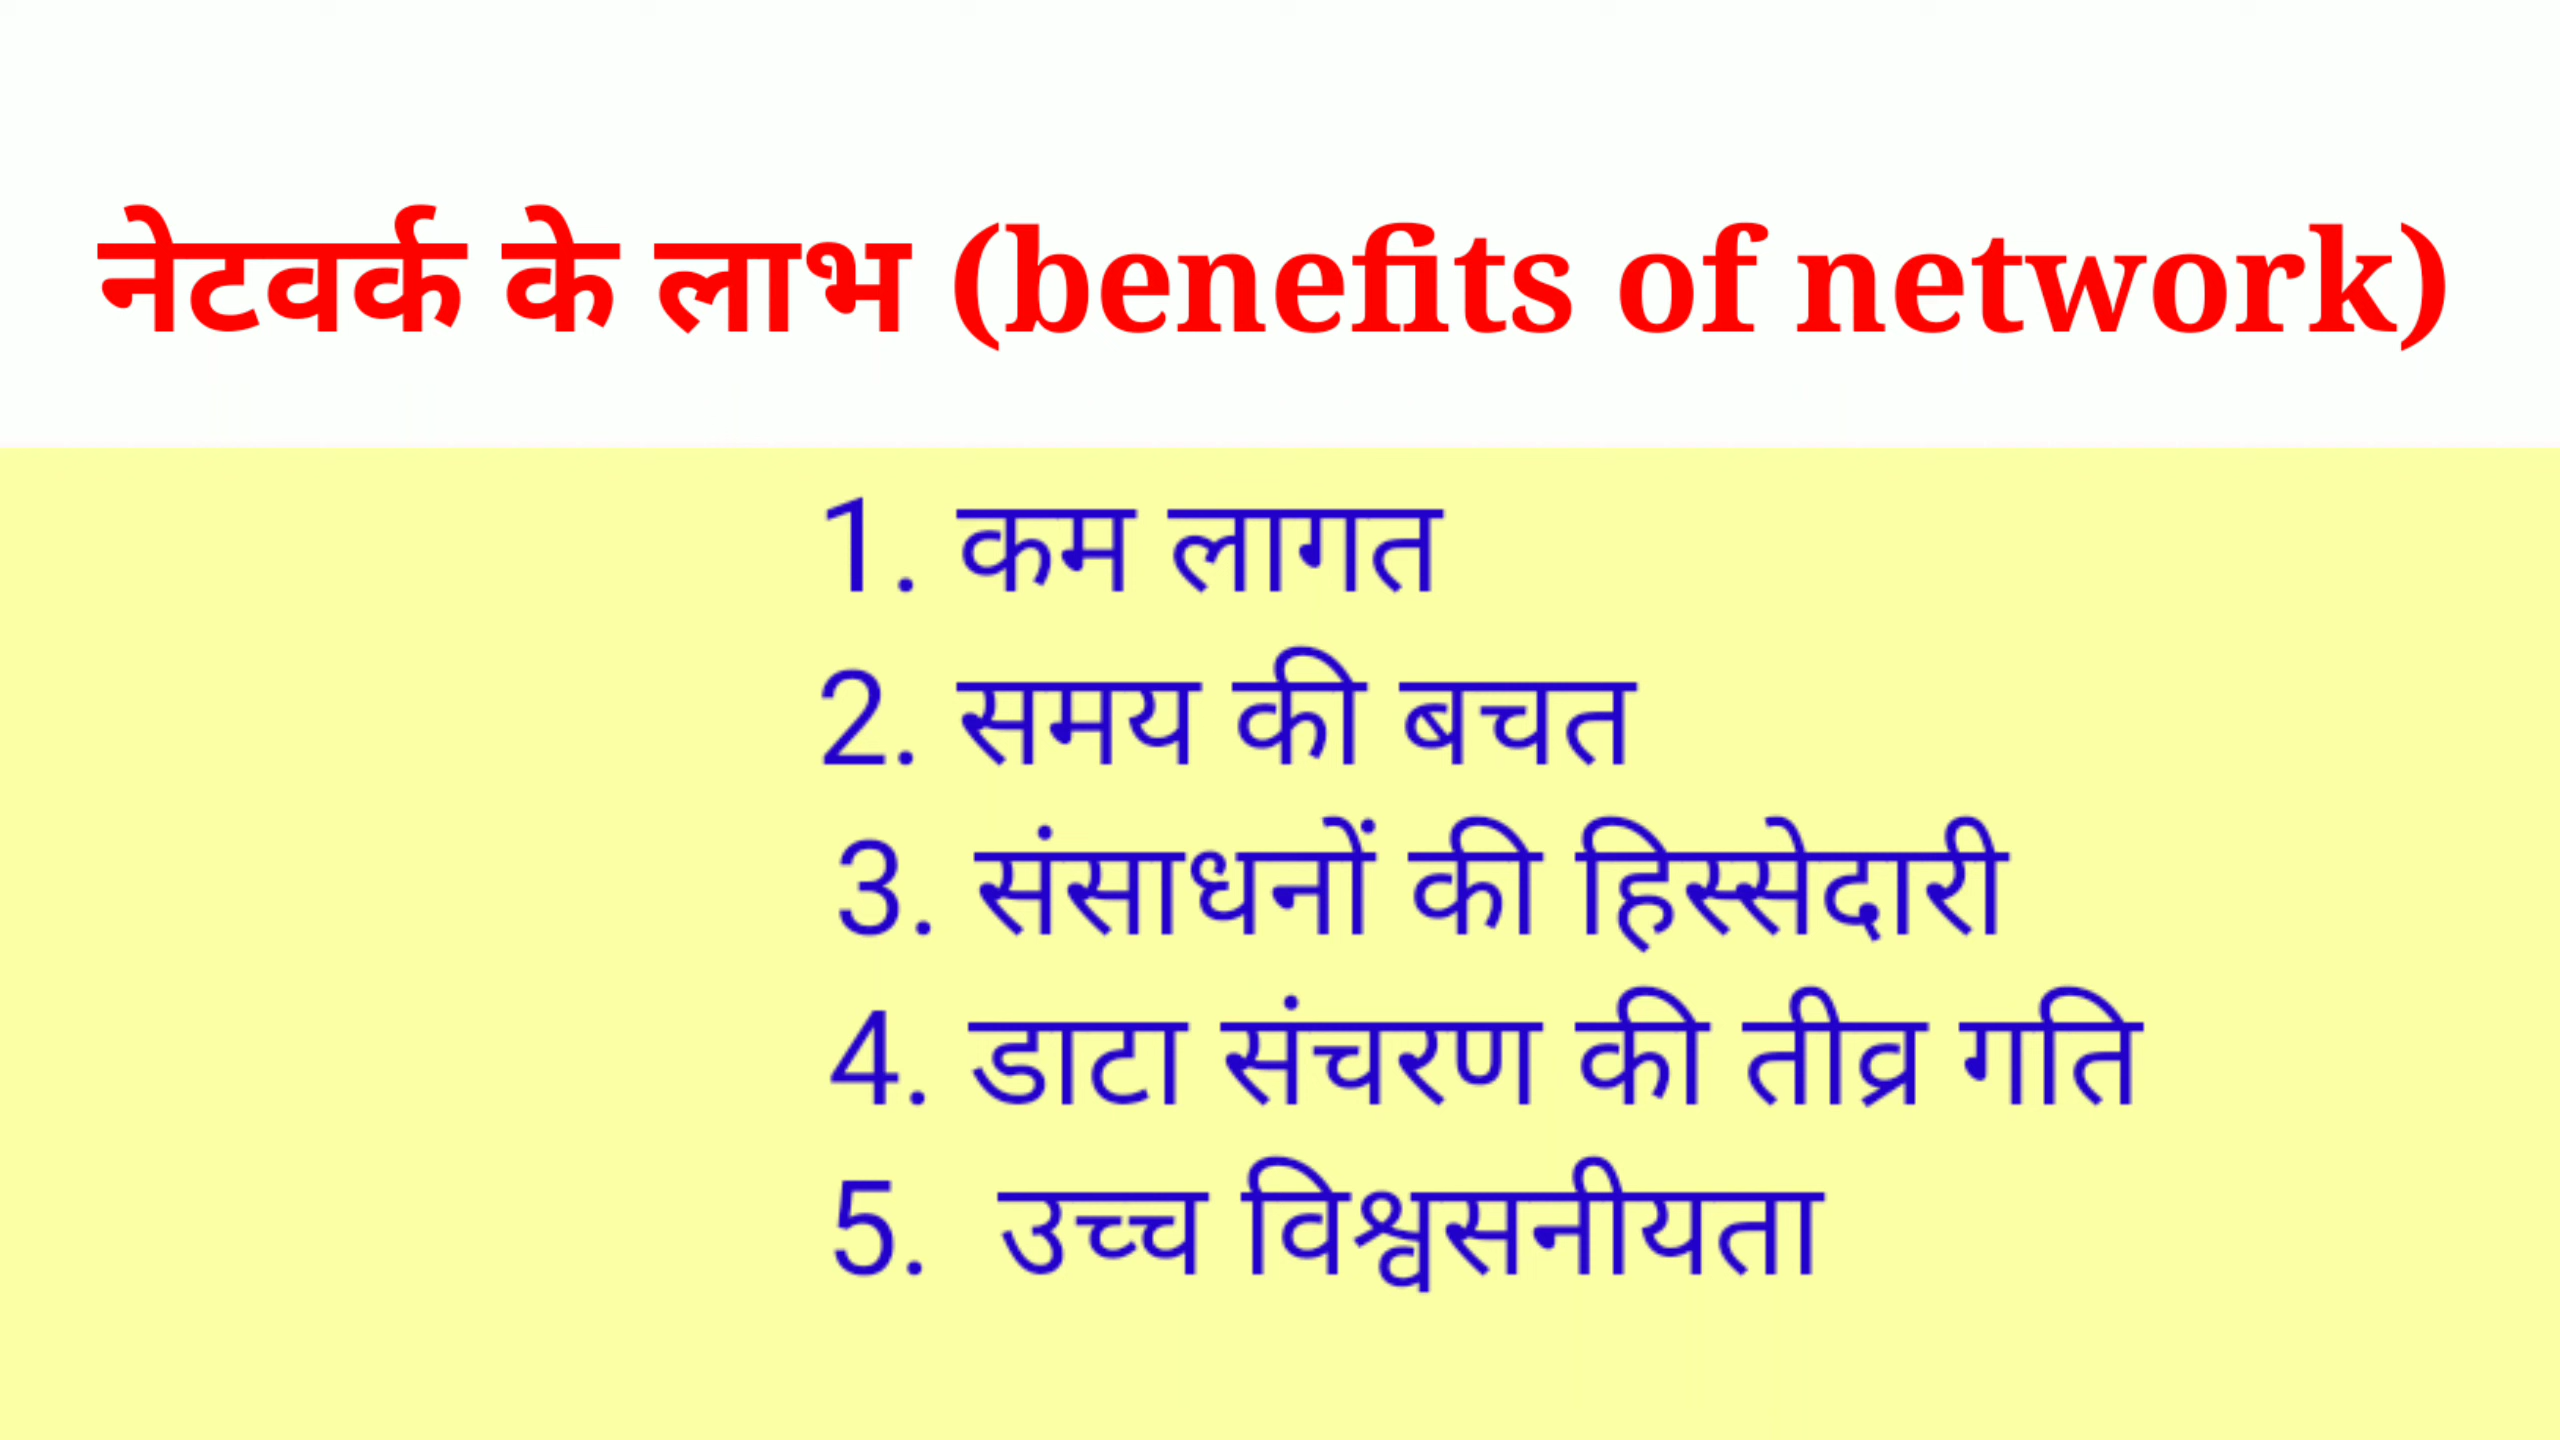 नेटवर्क के लाभ (benefits of network)
1. कम लागत
2. समय की बचत
3. संसाधनों की हिस्सेदारी
4. डाटा संचरण की तीव्र गति
5. उच्च विश्वसनीयता